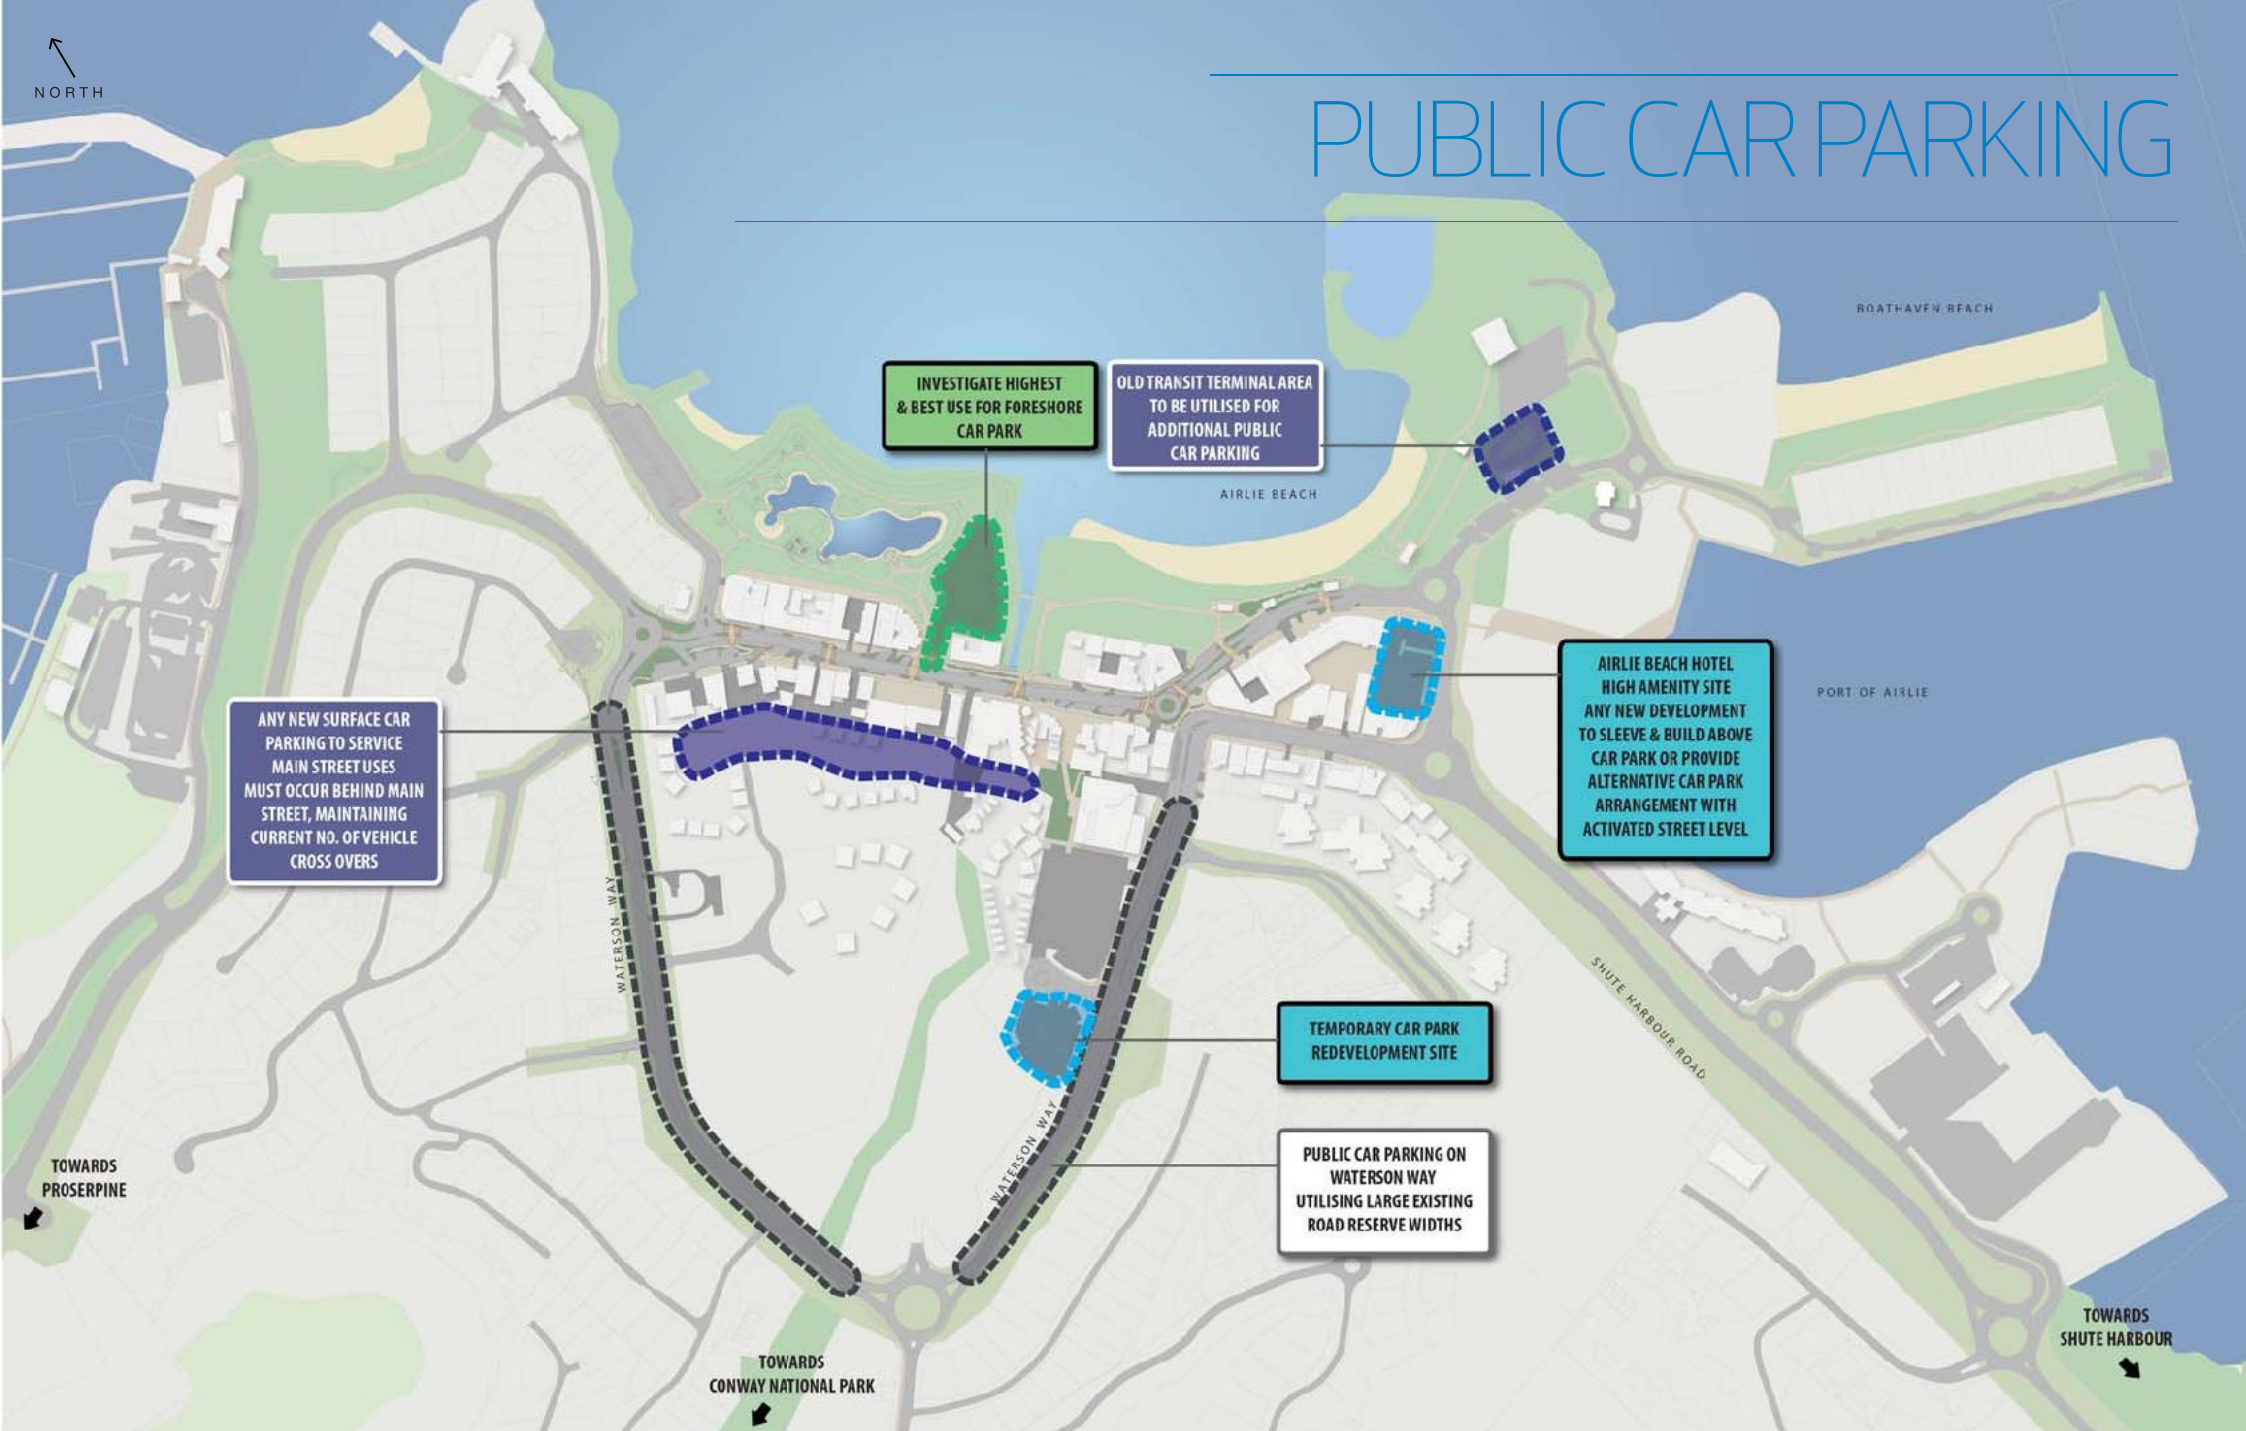 NORTH
PUBLIC CAR PARKING
BOATHAVEN BEACH
INVESTIGATE HIGHEST
& BEST USE FOR FORESHORE
CAR PARK
OLD TRANSIT TERMINAL AREA
TO BE UTILISED FOR
ADDITIONAL PUBLIC
CAR PARKING
AIRLIE BEACH
AIRLIE BEACH HOTEL
HIGH AMENITY SITE
ANY NEW DEVELOPMENT
TO SLEEVE & BUILD ABOVE
CAR PARK OR PROVIDE
ALTERNATIVE CAR PARK
ARRANGEMENT WITH
ACTIVATED STREET LEVEL
PORT OF AIRLIE
ANY NEW SURFACE CAR
PARKING TO SERVICE
MAIN STREET USES
MUST OCCUR BEHIND MAIN
STREET, MAINTAINING
CURRENT NO. OF VEHICLE
CROSS OVERS
WATERSON WAY
SHUTE HARBOUR ROAD
TEMPORARY CAR PARK
REDEVELOPMENT SITE
WATERSON WAY
PUBLIC CAR PARKING ON
WATERSON WAY
UTILISING LARGE EXISTING
ROAD RESERVE WIDTHS
TOWARDS
PROSERPINE
TOWARDS
CONWAY NATIONAL PARK
TOWARDS
SHUTE HARBOUR